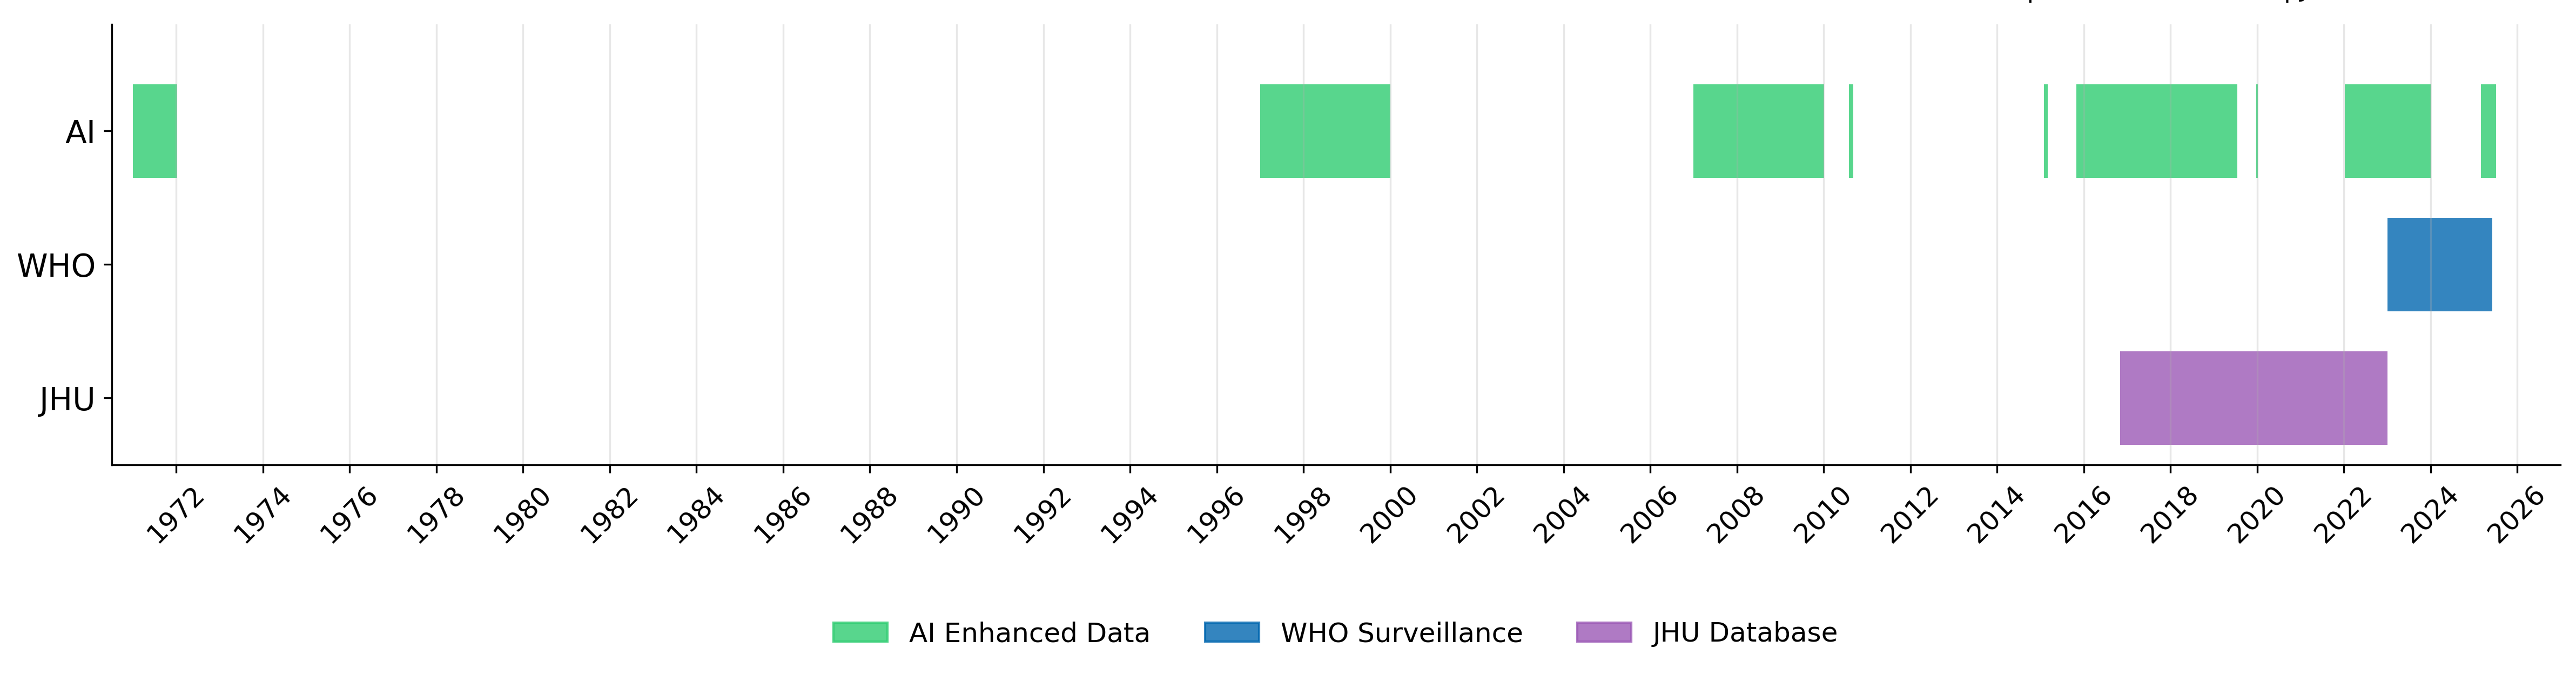 AI
WHO
JHU
1972 1974 1976 1978 1980 1982 1984 1986 1988 1990 1992 1994 1996 1998 2000 2002 2004 2006 2008 2010 2012 2014 2016 2018 2020 2022 2024 2026
AI Enhanced Data WHO Surveillance JHU Database